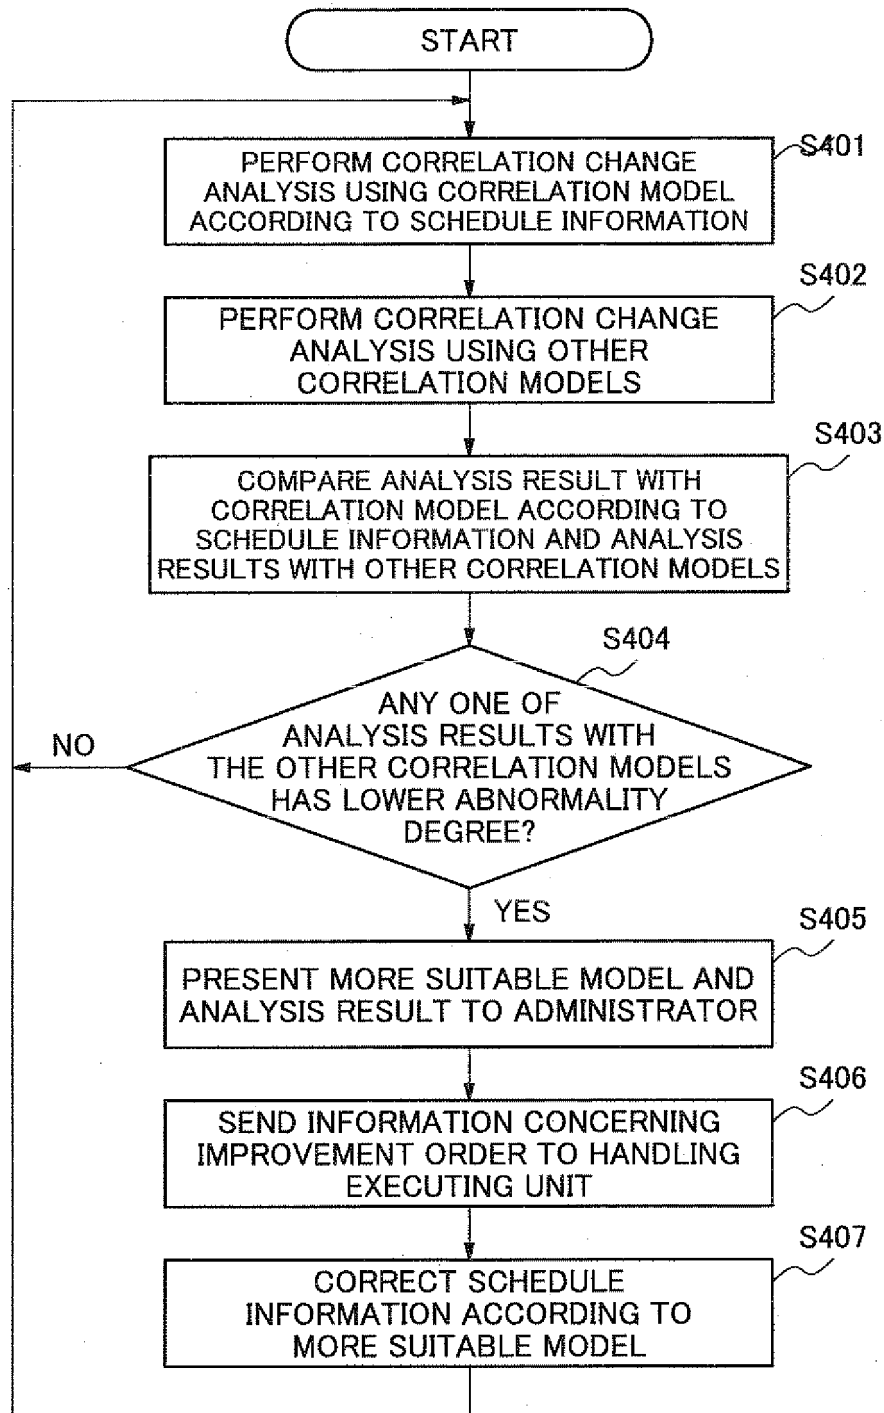 START
S401
PERFORM CORRELATION CHANGE
ANALYSIS USING CORRELATION MODEL
ACCORDING TO SCHEDULE INFORMATION
S402
PERFORM CORRELATION CHANGE
ANALYSIS USING OTHER
CORRELATION MODELS
S403
COMPARE ANALYSIS RESULT WITH
CORRELATION MODEL ACCORDING TO
SCHEDULE INFORMATION AND ANALYSIS
RESULTS WITH OTHER CORRELATION MODELS
S404
ANY ONE OF
ANALYSIS RESULTS WITH
THE OTHER CORRELATION MODELS
HAS LOWER ABNORMALITY
DEGREE?
NO
YES
S405
PRESENT MORE SUITABLE MODEL AND
ANALYSIS RESULT TO ADMINISTRATOR
S406
SEND INFORMATION CONCERNING
IMPROVEMENT ORDER TO HANDLING
EXECUTING UNIT
S407
CORRECT SCHEDULE
INFORMATION ACCORDING TO
MORE SUITABLE MODEL